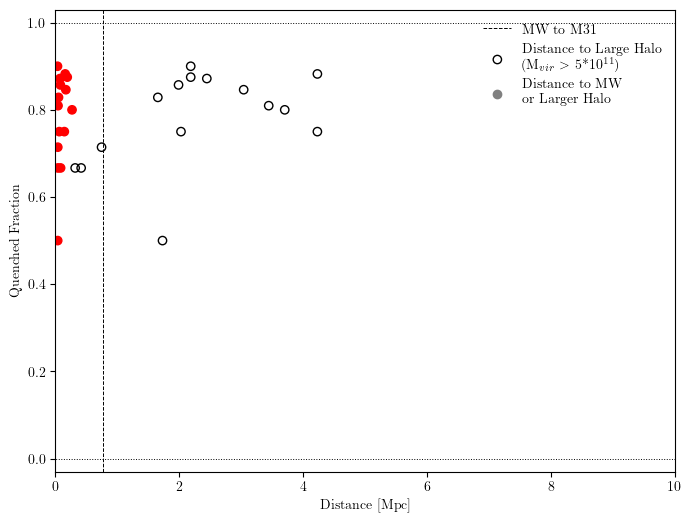 1.0
0.8
0.6
0.4
0.2
0.0
Quenched Fraction
0
2
4
6
8
10
Distance [Mpc]
MW to M31
Distance to Large Halo
(M_{vir} > 5*10^{11})
Distance to MW
or Larger Halo